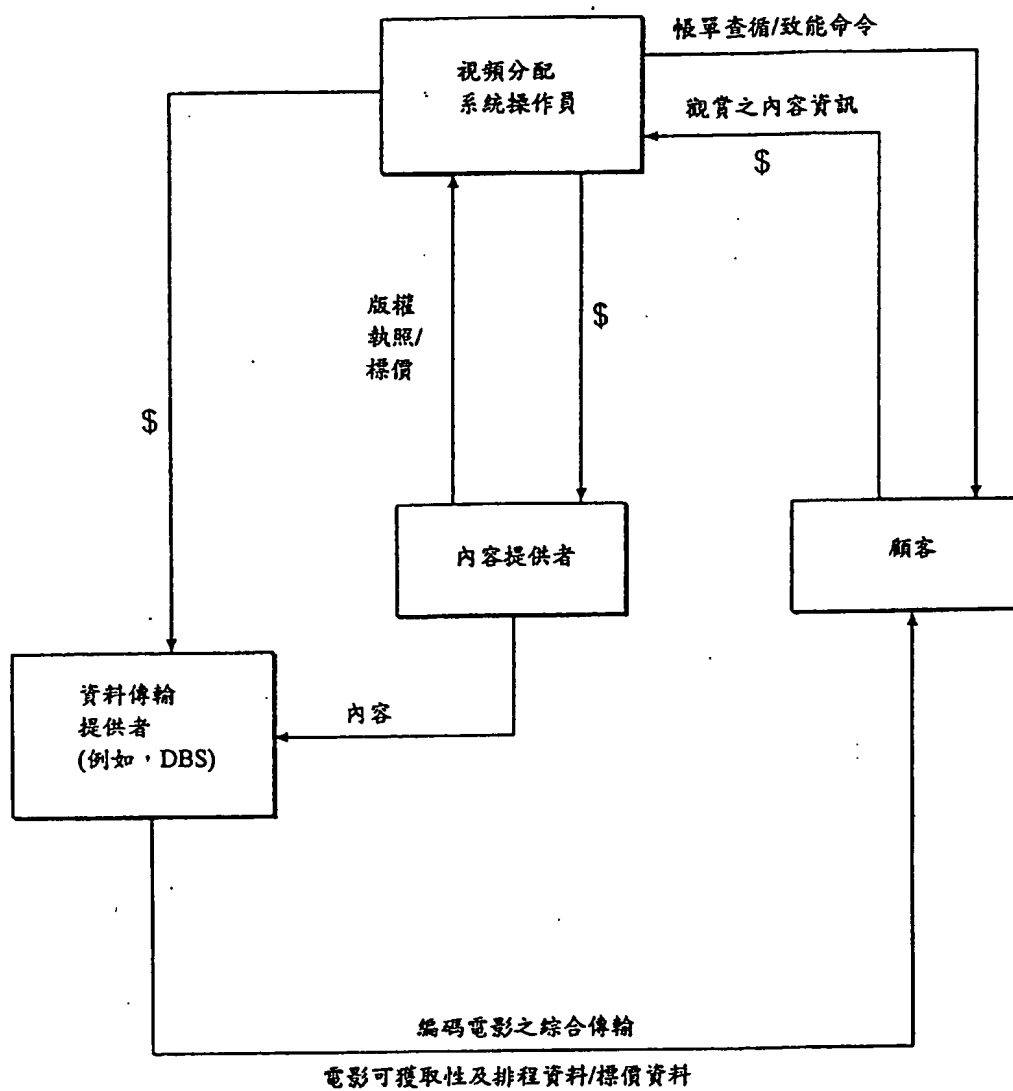 帳單查循/致能命令
視頻分配
系統操作員
觀賞之內容資訊
$
版權
執照/
標價
$
$
內容提供者
顧客
資料傳輸
提供者
(例如，DBS)
內容
編碼電影之綜合傳輸
電影可獲取性及排程資料/標價資料